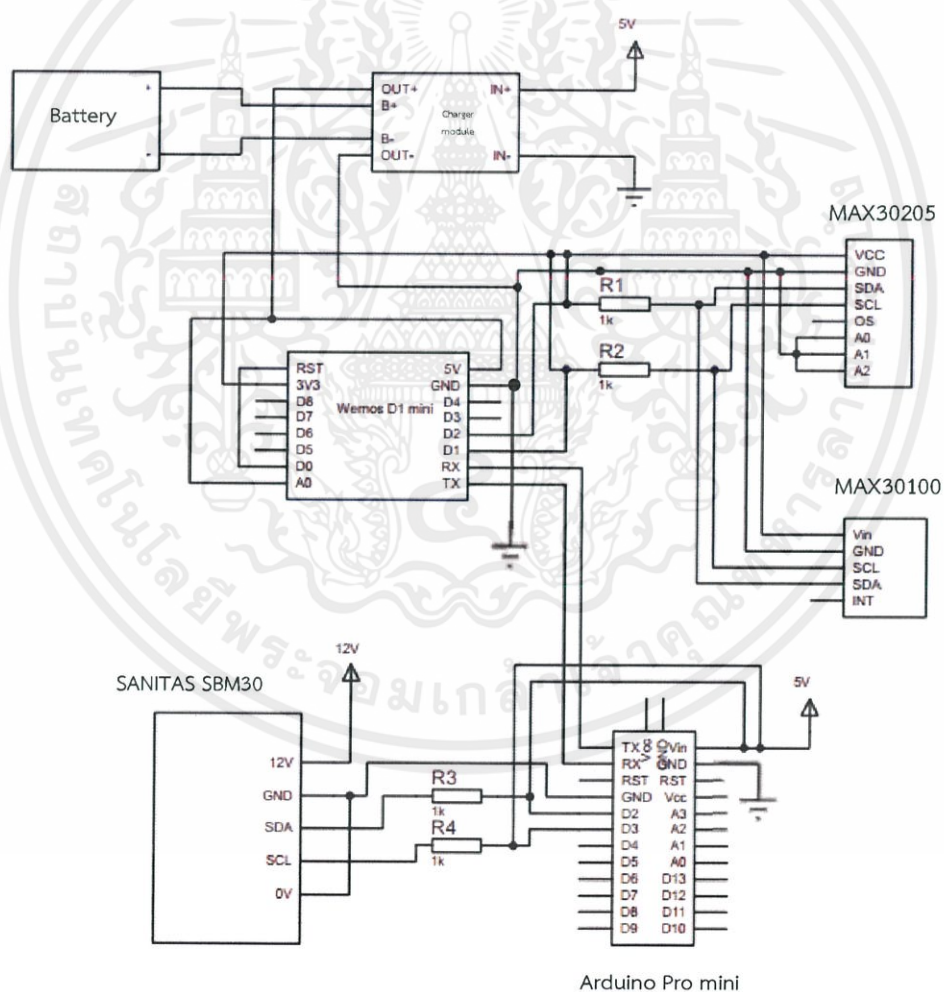 5V
Battery
+
-
OUT+
B+
B-
OUT-
Charger
module
IN+
IN-
MAX30205
VCC
GND
SDA
SCL
OS
A0
A1
A2
R1
1k
R2
1k
RST
3V3
D8
D7
D6
D5
D0
A0
Wemos D1 mini
5V
GND
D4
D3
D2
D1
RX
TX
MAX30100
Vin
GND
SCL
SDA
INT
12V
SANITAS SBM30
12V
GND
SDA
SCL
0V
R3
1k
R4
1k
5V
TX
RX
RST
GND
D2
D3
D4
D5
D6
D7
D8
D9
Vin
GND
RST
Vcc
A3
A2
A1
A0
D13
D12
D11
D10
Arduino Pro mini